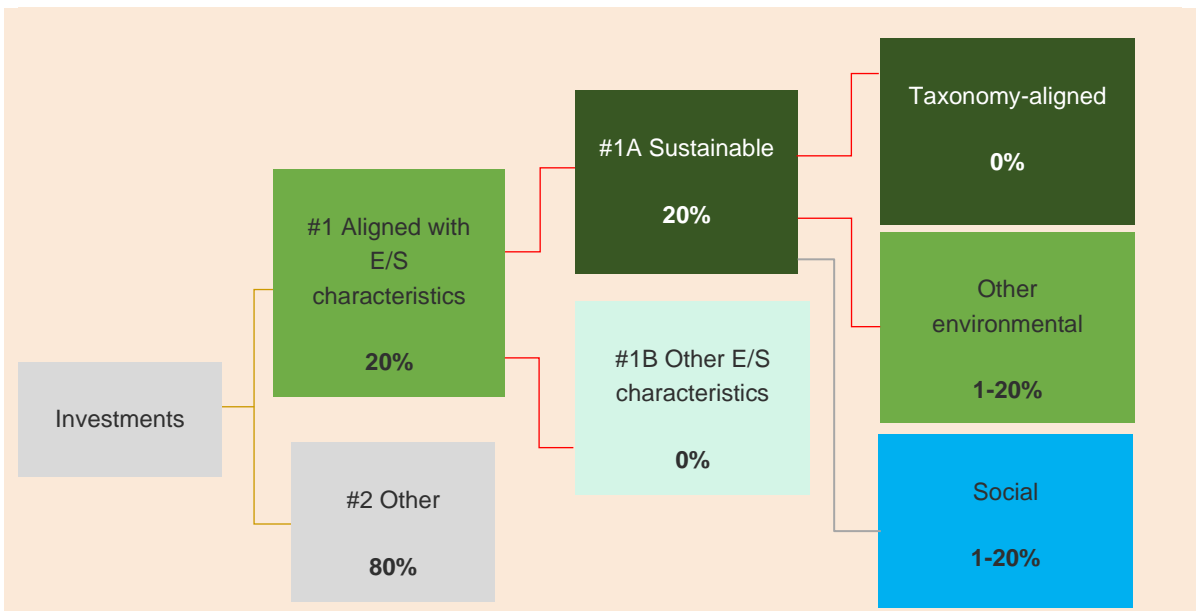 Investments
#1 Aligned with
E/S
characteristics
20%
#2 Other
80%
#1A Sustainable
20%
#1B Other E/S
characteristics
0%
Taxonomy-aligned
0%
Other
environmental
1-20%
Social
1-20%